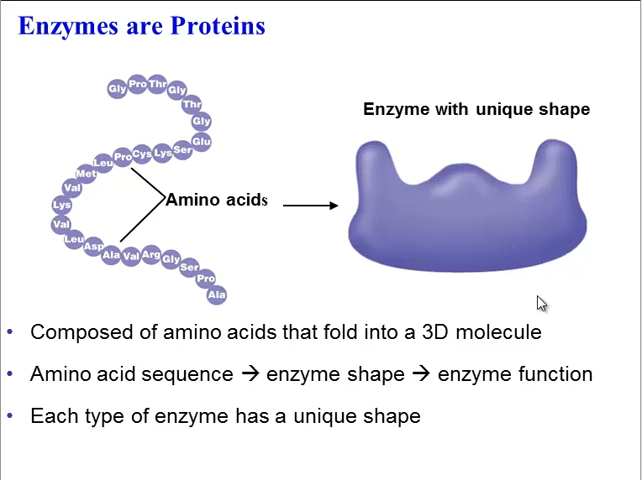 Enzymes are Proteins
Gly Pro Thr Gly Thr Gly Glu Ser Lys Cys Pro Leu Met Val Lys Val Leu Asp Ala Val Arg Gly Ser Pro Ala
Amino acids
Enzyme with unique shape
• Composed of amino acids that fold into a 3D molecule
• Amino acid sequence → enzyme shape → enzyme function
• Each type of enzyme has a unique shape